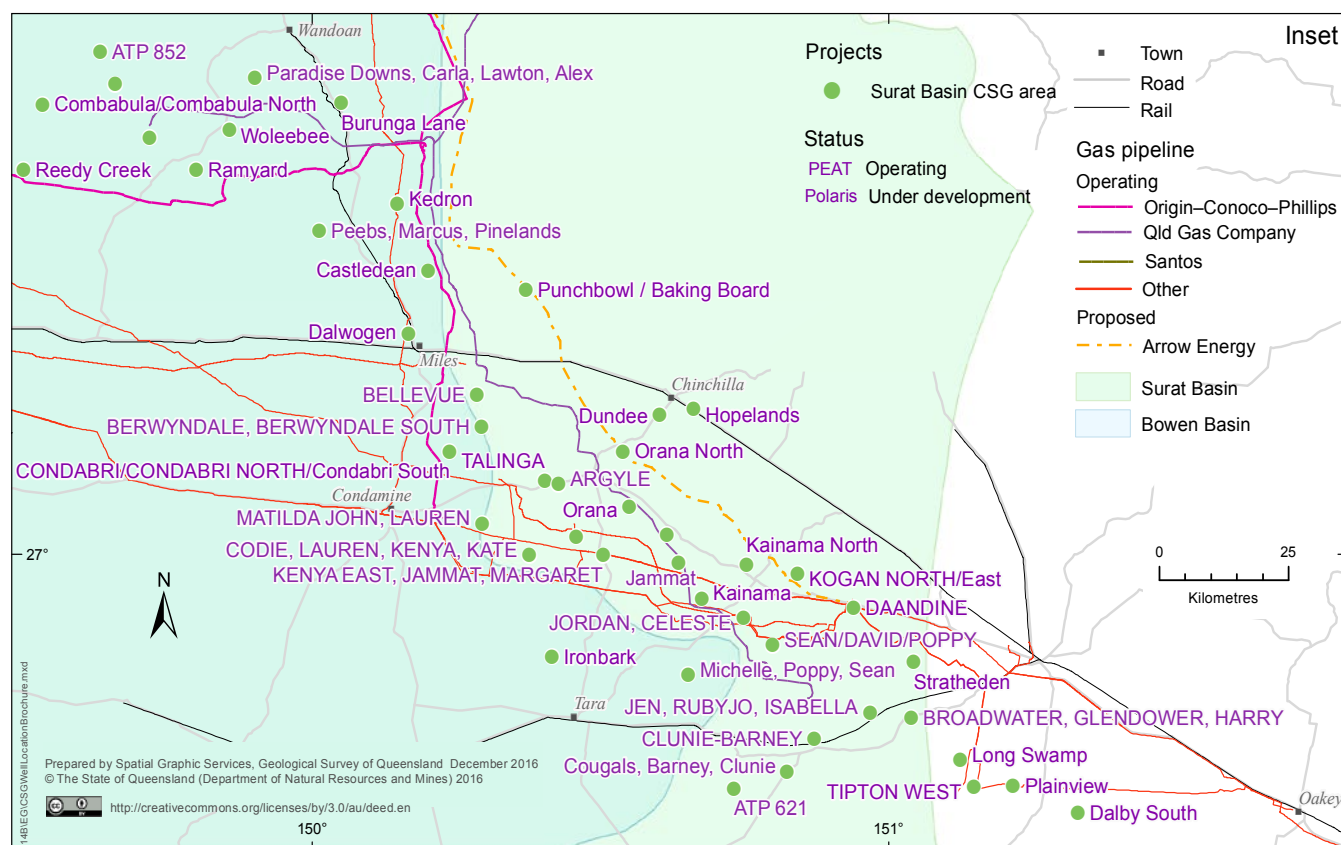 Wandoan
ATP 852
Paradise Downs, Carla, Lawton, Alex
Combabula/Combabula North
Burunga Lane
Woleebee
Reedy Creek
Ramyard
Kedron
Peebs, Marcus, Pinelands
Castledean
Punchbowl / Baking Board
Dalwogen
Miles
Chinchilla
BELLEVUE
Dundee
Hopelands
BERWYNDALE, BERWYNDALE SOUTH
Orana North
TALINGA
CONDABRI/CONDABRI NORTH/Condabri South
ARGYLE
Condamine
Orana
MATILDA JOHN, LAUREN
Kainama North
27°
27°
CODIE, LAUREN, KENYA, KATE
KENYA EAST, JAMMAT, MARGARET
Jammat
KOGAN NORTH/East
Kainama
DAANDINE
JORDAN, CELESTE
SEAN/DAVID/POPPY
Ironbark
Michelle, Poppy, Sean
Stratheden
Tara
JEN, RUBYJO, ISABELLA
BROADWATER, GLENDOWER, HARRY
CLUNIE-BARNEY
Long Swamp
Cougals, Barney, Clunie
TIPTON WEST
Plainview
ATP 621
Dalby South
Oakey
150°
151°
Projects
Surat Basin CSG area
Status
PEAT Operating
Polaris Under development
Inset
Town
Road
Rail
Gas pipeline
Operating
Origin–Conoco–Phillips
Qld Gas Company
Santos
Other
Proposed
Arrow Energy
Surat Basin
Bowen Basin
0 25
Kilometres
N
Prepared by Spatial Graphic Services, Geological Survey of Queensland December 2016
© The State of Queensland (Department of Natural Resources and Mines) 2016
cc BY
http://creativecommons.org/licenses/by/3.0/au/deed.en
14B\EG\CSGWellLocationBrochure.mxd